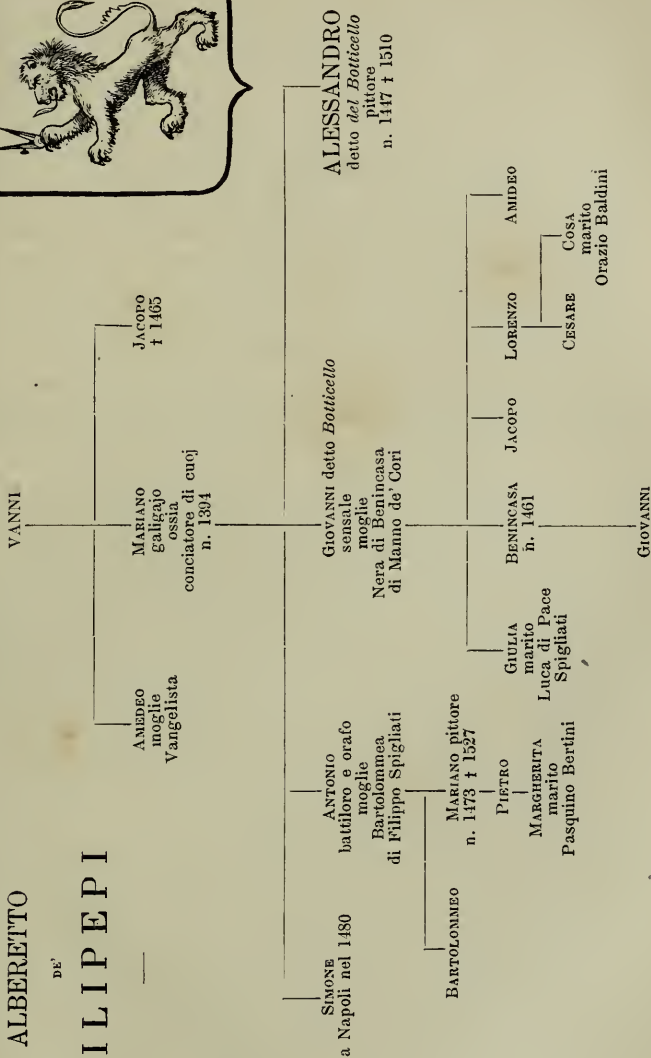 ALBERETTO
DE'
ILIPEPI
VANNI
AMEDEO
moglie
Vangelista
MARIANO
galigajo
ossia
conciatore di cuoj
n. 1394
JACOPO
† 1465
SIMONE
a Napoli nel 1480
ANTONIO
battiloro e orafo
moglie
Bartolommea
di Filippo Spigliati
GIOVANNI detto Botticello
sensale
moglie
Nera di Benincasa
di Manno de' Cori
ALESSANDRO
detto del Botticello
pittore
n. 1447 † 1510
BARTOLOMMEO
MARIANO pittore
n. 1473 † 1527
PIETRO
MARGHERITA
marito
Pasquino Bertini
GIULIA
marito
Luca di Pace
Spigliati
BENINCASA
n. 1461
JACOPO
LORENZO
AMIDEO
CESARE
COSA
marito
Orazio Baldini
GIOVANNI